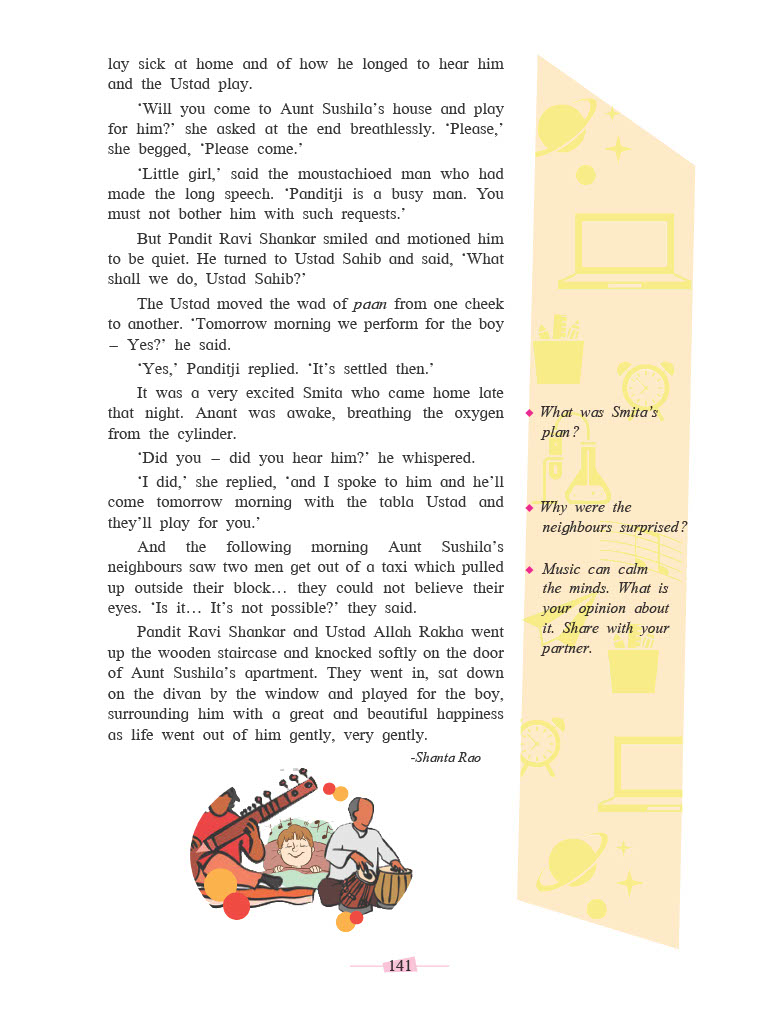 lay sick at home and of how he longed to hear him
and the Ustad play.
‘Will you come to Aunt Sushila’s house and play
for him?’ she asked at the end breathlessly. ‘Please,’
she begged, ‘Please come.’
‘Little girl,’ said the moustachioed man who had
made the long speech. ‘Panditji is a busy man. You
must not bother him with such requests.’
But Pandit Ravi Shankar smiled and motioned him
to be quiet. He turned to Ustad Sahib and said, ‘What
shall we do, Ustad Sahib?’
The Ustad moved the wad of paan from one cheek
to another. ‘Tomorrow morning we perform for the boy
– Yes?’ he said.
‘Yes,’ Panditji replied. ‘It’s settled then.’
It was a very excited Smita who came home late
that night. Anant was awake, breathing the oxygen
from the cylinder.
‘Did you – did you hear him?’ he whispered.
‘I did,’ she replied, ‘and I spoke to him and he’ll
come tomorrow morning with the tabla Ustad and
they’ll play for you.’
And the following morning Aunt Sushila’s
neighbours saw two men get out of a taxi which pulled
up outside their block... they could not believe their
eyes. ‘Is it... It’s not possible?’ they said.
Pandit Ravi Shankar and Ustad Allah Rakha went
up the wooden staircase and knocked softly on the door
of Aunt Sushila’s apartment. They went in, sat down
on the divan by the window and played for the boy,
surrounding him with a great and beautiful happiness
as life went out of him gently, very gently.
-Shanta Rao
◆ What was Smita’s
plan?
◆ Why were the
neighbours surprised?
◆ Music can calm
the minds. What is
your opinion about
it. Share with your
partner.
141